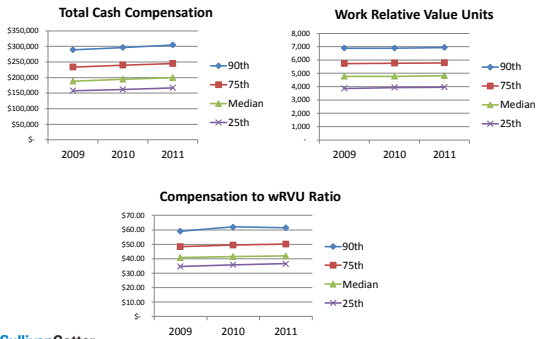 Total Cash Compensation
$350,000
$300,000
$250,000
$200,000
$150,000
$100,000
$50,000
$-
2009 2010 2011
90th
75th
Median
25th
Work Relative Value Units
8,000
7,000
6,000
5,000
4,000
3,000
2,000
1,000
-
2009 2010 2011
90th
75th
Median
25th
Compensation to wRVU Ratio
$70.00
$60.00
$50.00
$40.00
$30.00
$20.00
$10.00
$-
2009 2010 2011
90th
75th
Median
25th